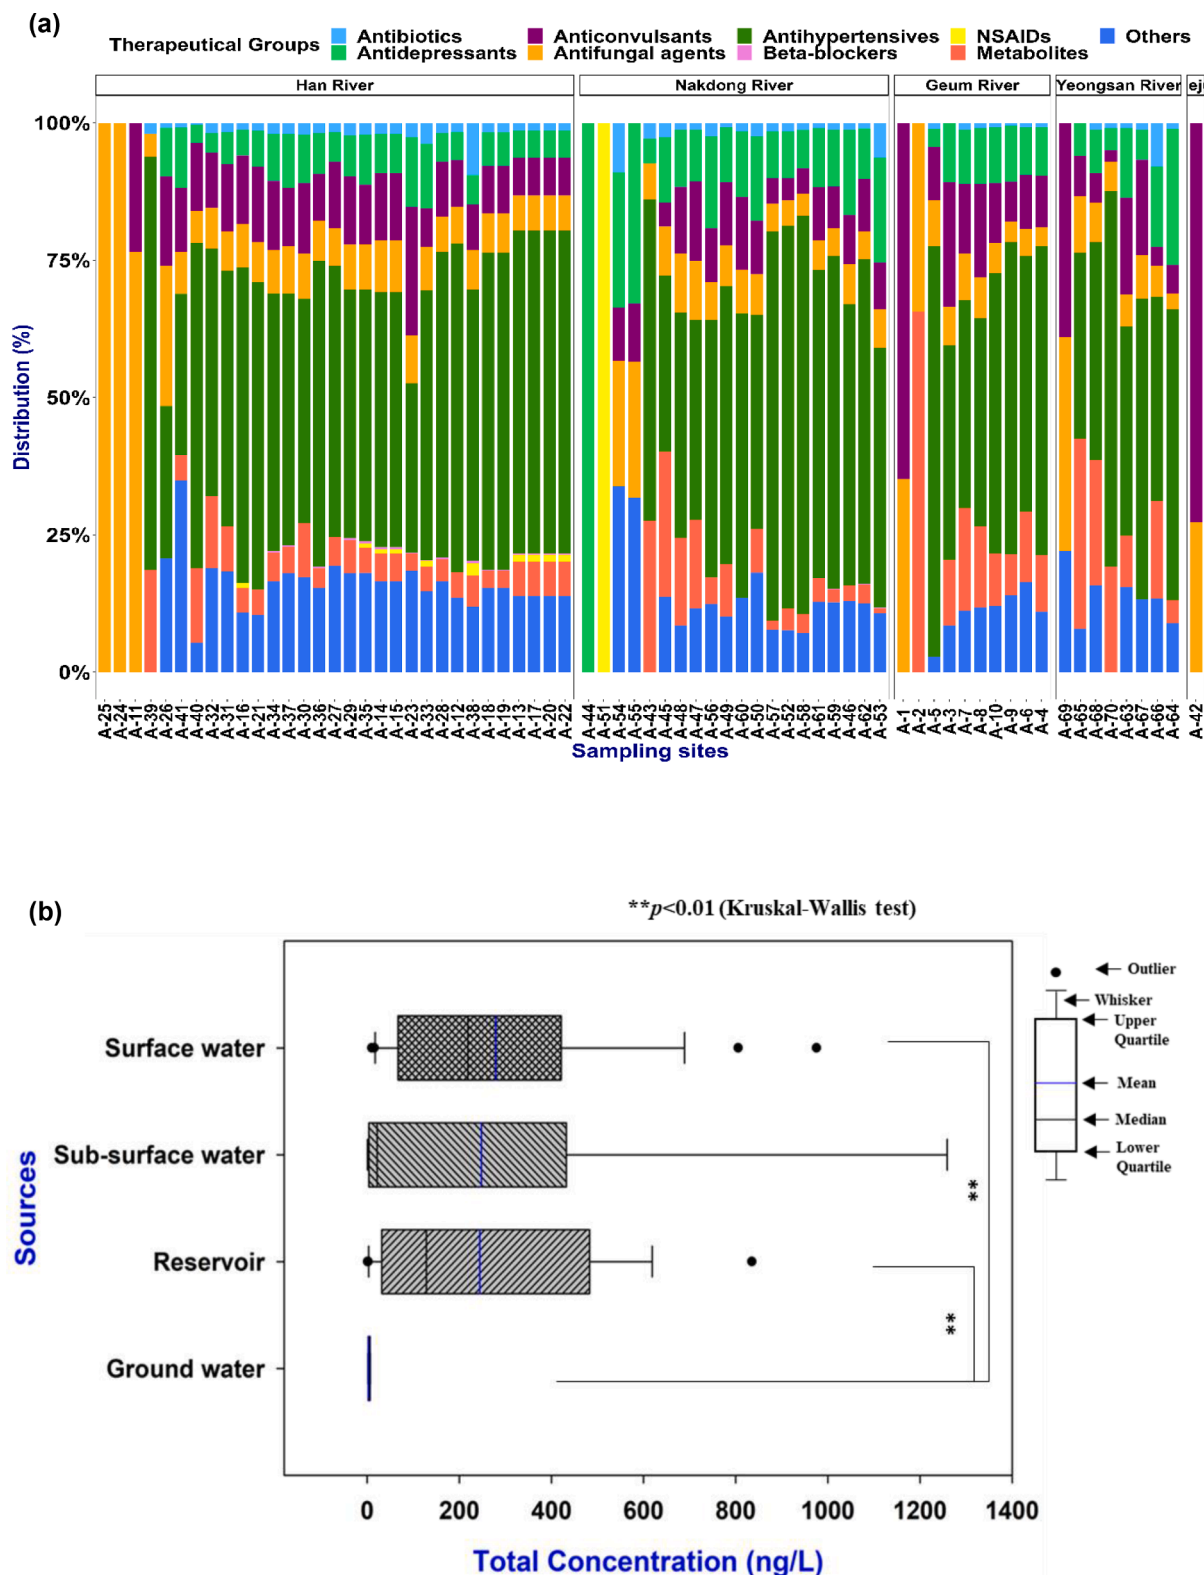 (a)
Therapeutical Groups
Antibiotics Anticonvulsants Antihypertensives NSAIDs Others
Antidepressants Antifungal agents Beta-blockers Metabolites
Han River Nakdong River Geum River Yeongsan River eju
100%
75%
50%
25%
0%
Distribution (%)
A-25 A-24 A-11 A-39 A-26 A-41 A-40 A-32 A-31 A-16 A-21 A-34 A-37 A-30 A-36 A-27 A-29 A-35 A-14 A-15 A-23 A-33 A-28 A-12 A-38 A-18 A-19 A-13 A-17 A-20 A-22 A-44 A-51 A-54 A-55 A-43 A-45 A-48 A-47 A-56 A-49 A-60 A-50 A-57 A-52 A-58 A-61 A-59 A-46 A-62 A-53 A-1 A-2 A-5 A-3 A-7 A-8 A-10 A-9 A-6 A-4 A-69 A-65 A-68 A-70 A-63 A-67 A-66 A-64 A-42
Sampling sites
(b)
**p<0.01 (Kruskal-Wallis test)
Outlier
Whisker
Upper
Quartile
Mean
Median
Lower
Quartile
Surface water
Sub-surface water
Reservoir
Ground water
Sources
**
**
0 200 400 600 800 1000 1200 1400
Total Concentration (ng/L)